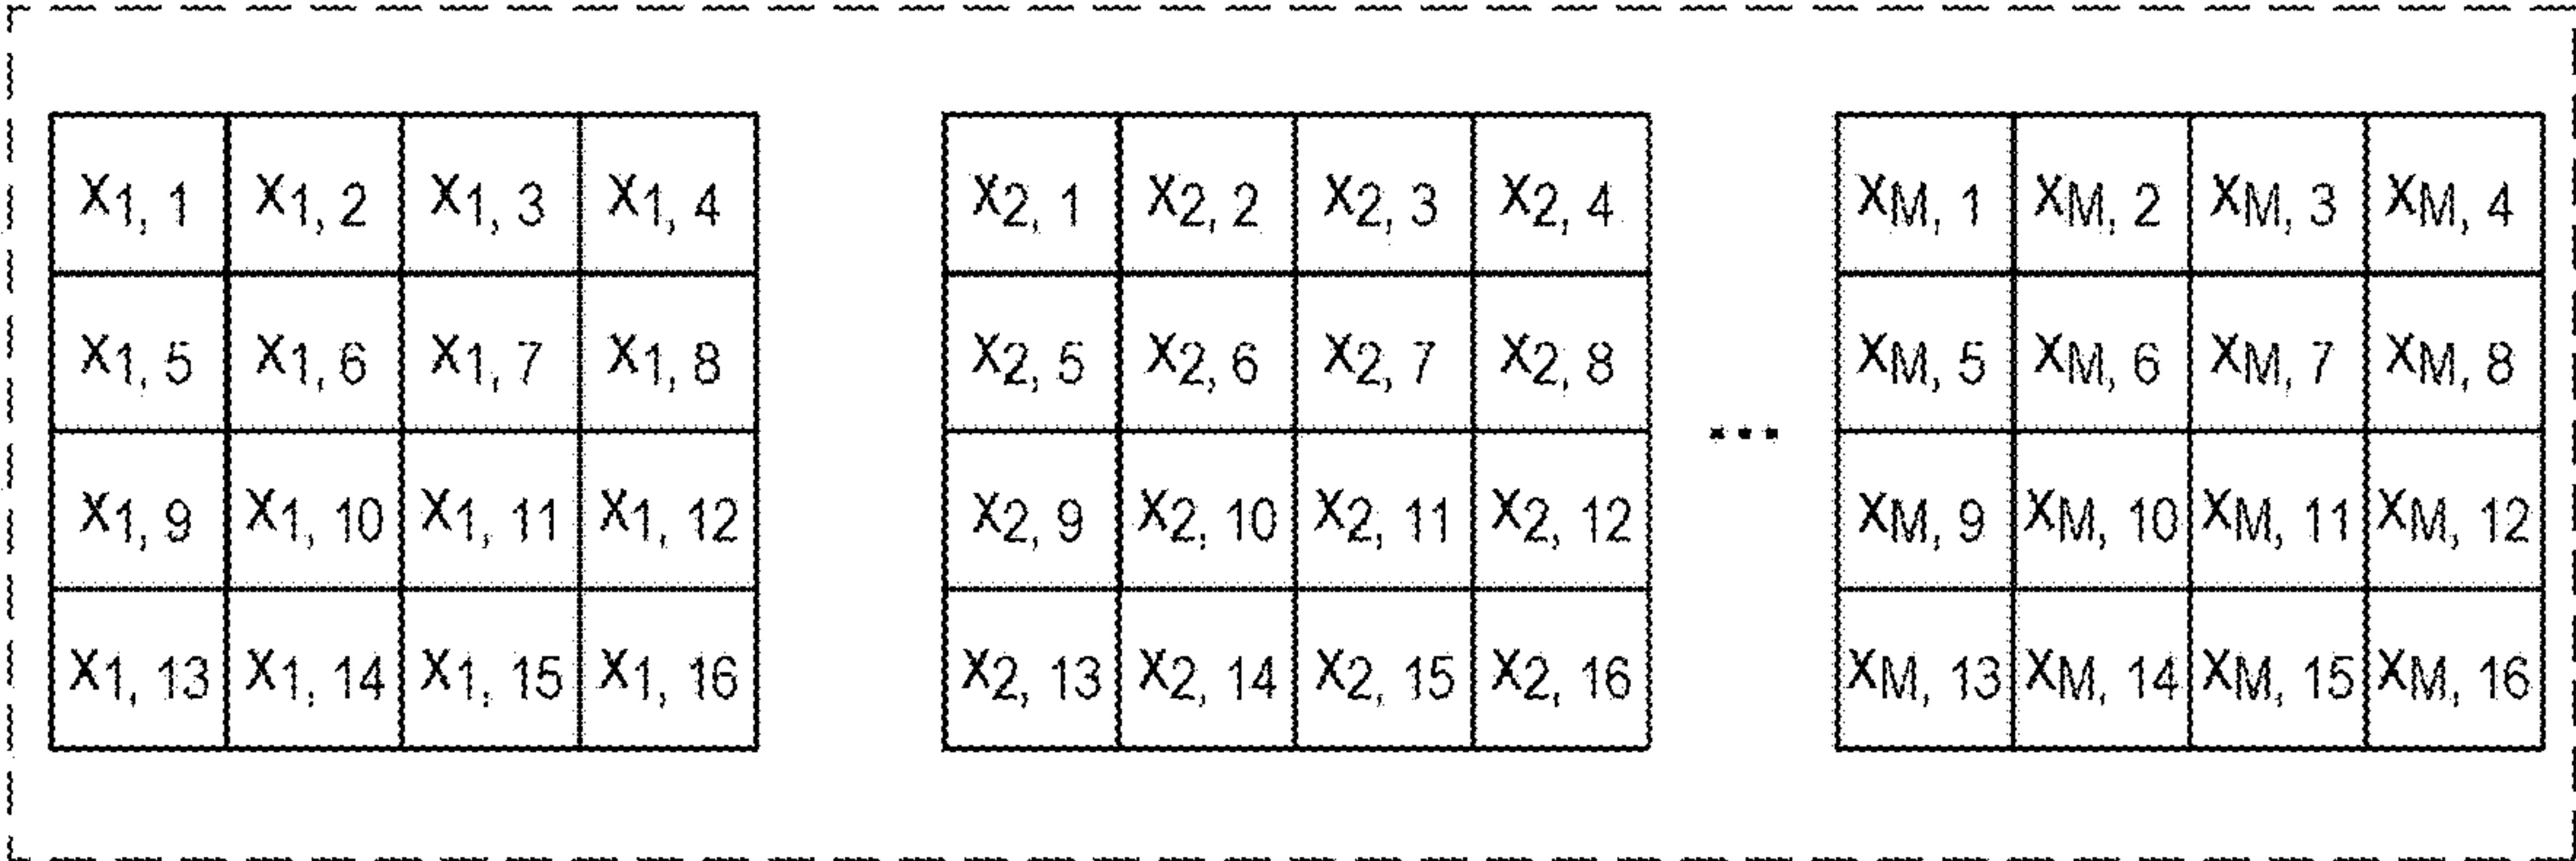 X1, 1 X1, 2 X1, 3 X1, 4 X2, 1 X2, 2 X2, 3 X2, 4 XM, 1 XM, 2 XM, 3 XM, 4
X1, 5 X1, 6 X1, 7 X1, 8 X2, 5 X2, 6 X2, 7 X2, 8 XM, 5 XM, 6 XM, 7 XM, 8
...
X1, 9 X1, 10 X1, 11 X1, 12 X2, 9 X2, 10 X2, 11 X2, 12 XM, 9 XM, 10 XM, 11 XM, 12
X1, 13 X1, 14 X1, 15 X1, 16 X2, 13 X2, 14 X2, 15 X2, 16 XM, 13 XM, 14 XM, 15 XM, 16